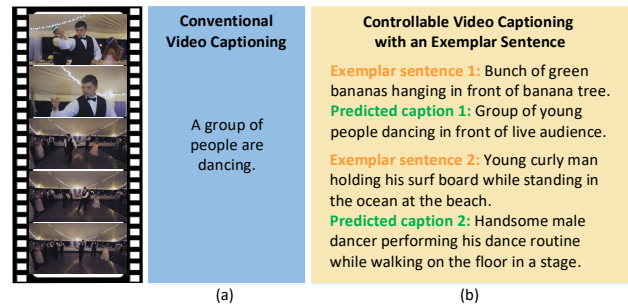 Conventional
Video Captioning
A group of
people are
dancing.
(a)
Controllable Video Captioning
with an Exemplar Sentence
Exemplar sentence 1: Bunch of green
bananas hanging in front of banana tree.
Predicted caption 1: Group of young
people dancing in front of live audience.
Exemplar sentence 2: Young curly man
holding his surf board while standing in
the ocean at the beach.
Predicted caption 2: Handsome male
dancer performing his dance routine
while walking on the floor in a stage.
(b)